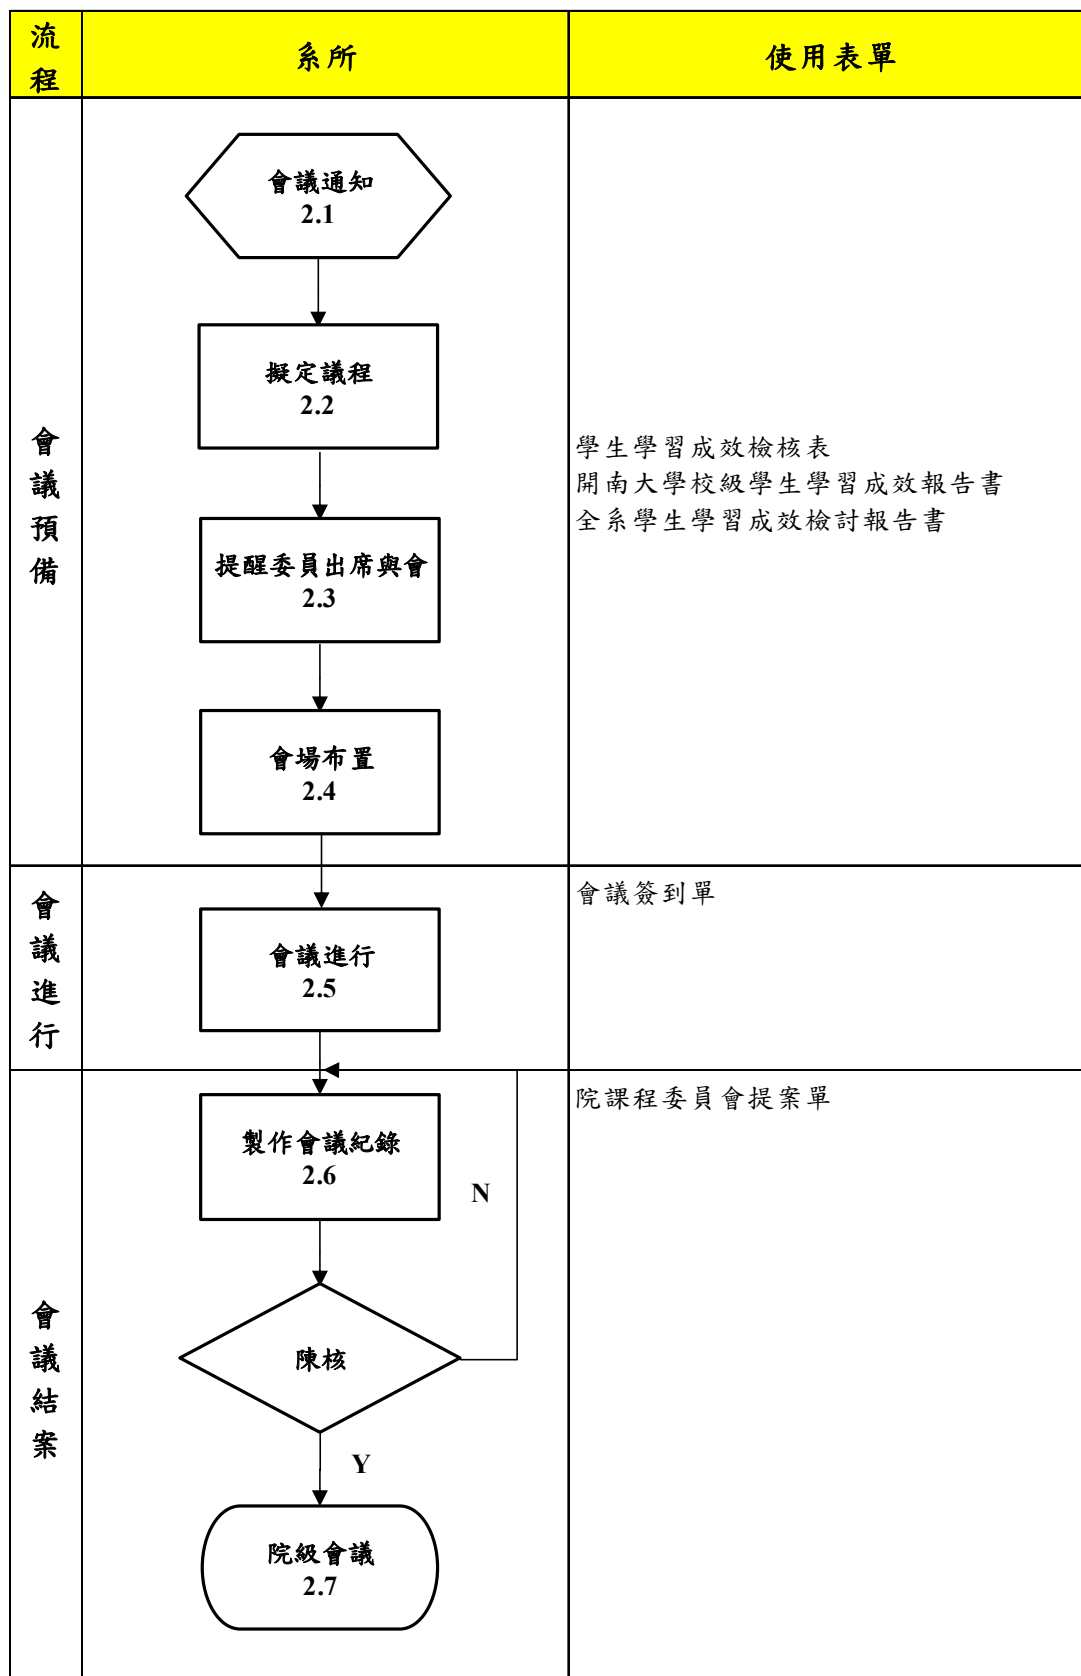 流程
系所
使用表單
會議預備
會議通知
2.1
擬定議程
2.2
提醒委員出席與會
2.3
會場布置
2.4
學生學習成效檢核表
開南大學校級學生學習成效報告書
全系學生學習成效檢討報告書
會議進行
會議進行
2.5
會議簽到單
會議結案
製作會議紀錄
2.6
N
陳核
Y
院級會議
2.7
院課程委員會提案單